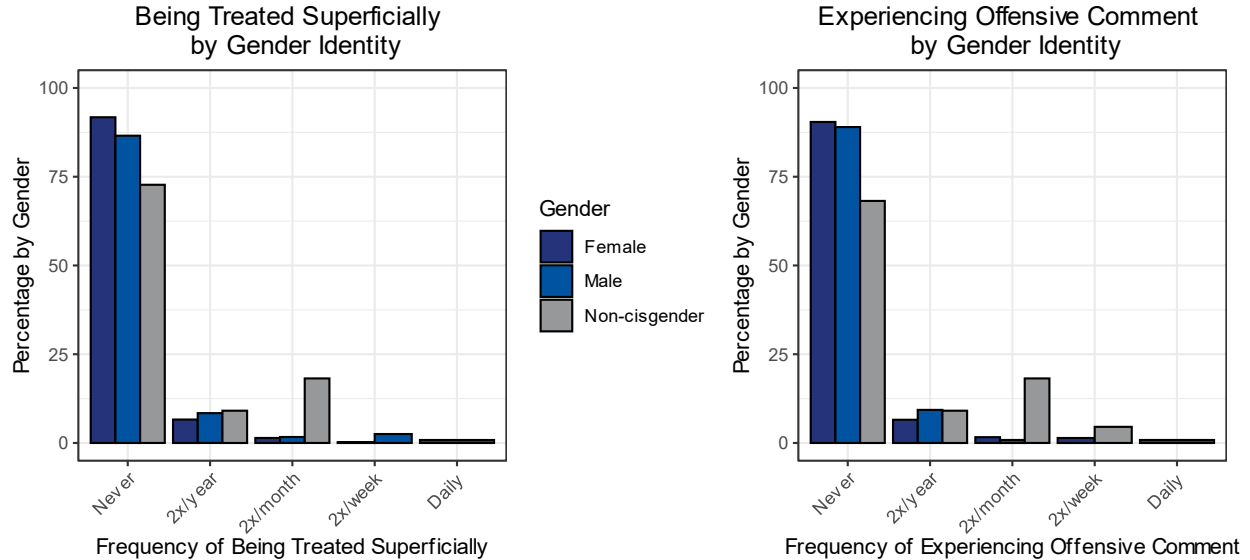 Being Treated Superficially
by Gender Identity
Percentage by Gender
100
75
50
25
0
Never
2x/year
2x/month
2x/week
Daily
Frequency of Being Treated Superficially
Gender
Female
Male
Non-cisgender
Experiencing Offensive Comment
by Gender Identity
Percentage by Gender
100
75
50
25
0
Never
2x/year
2x/month
2x/week
Daily
Frequency of Experiencing Offensive Comment